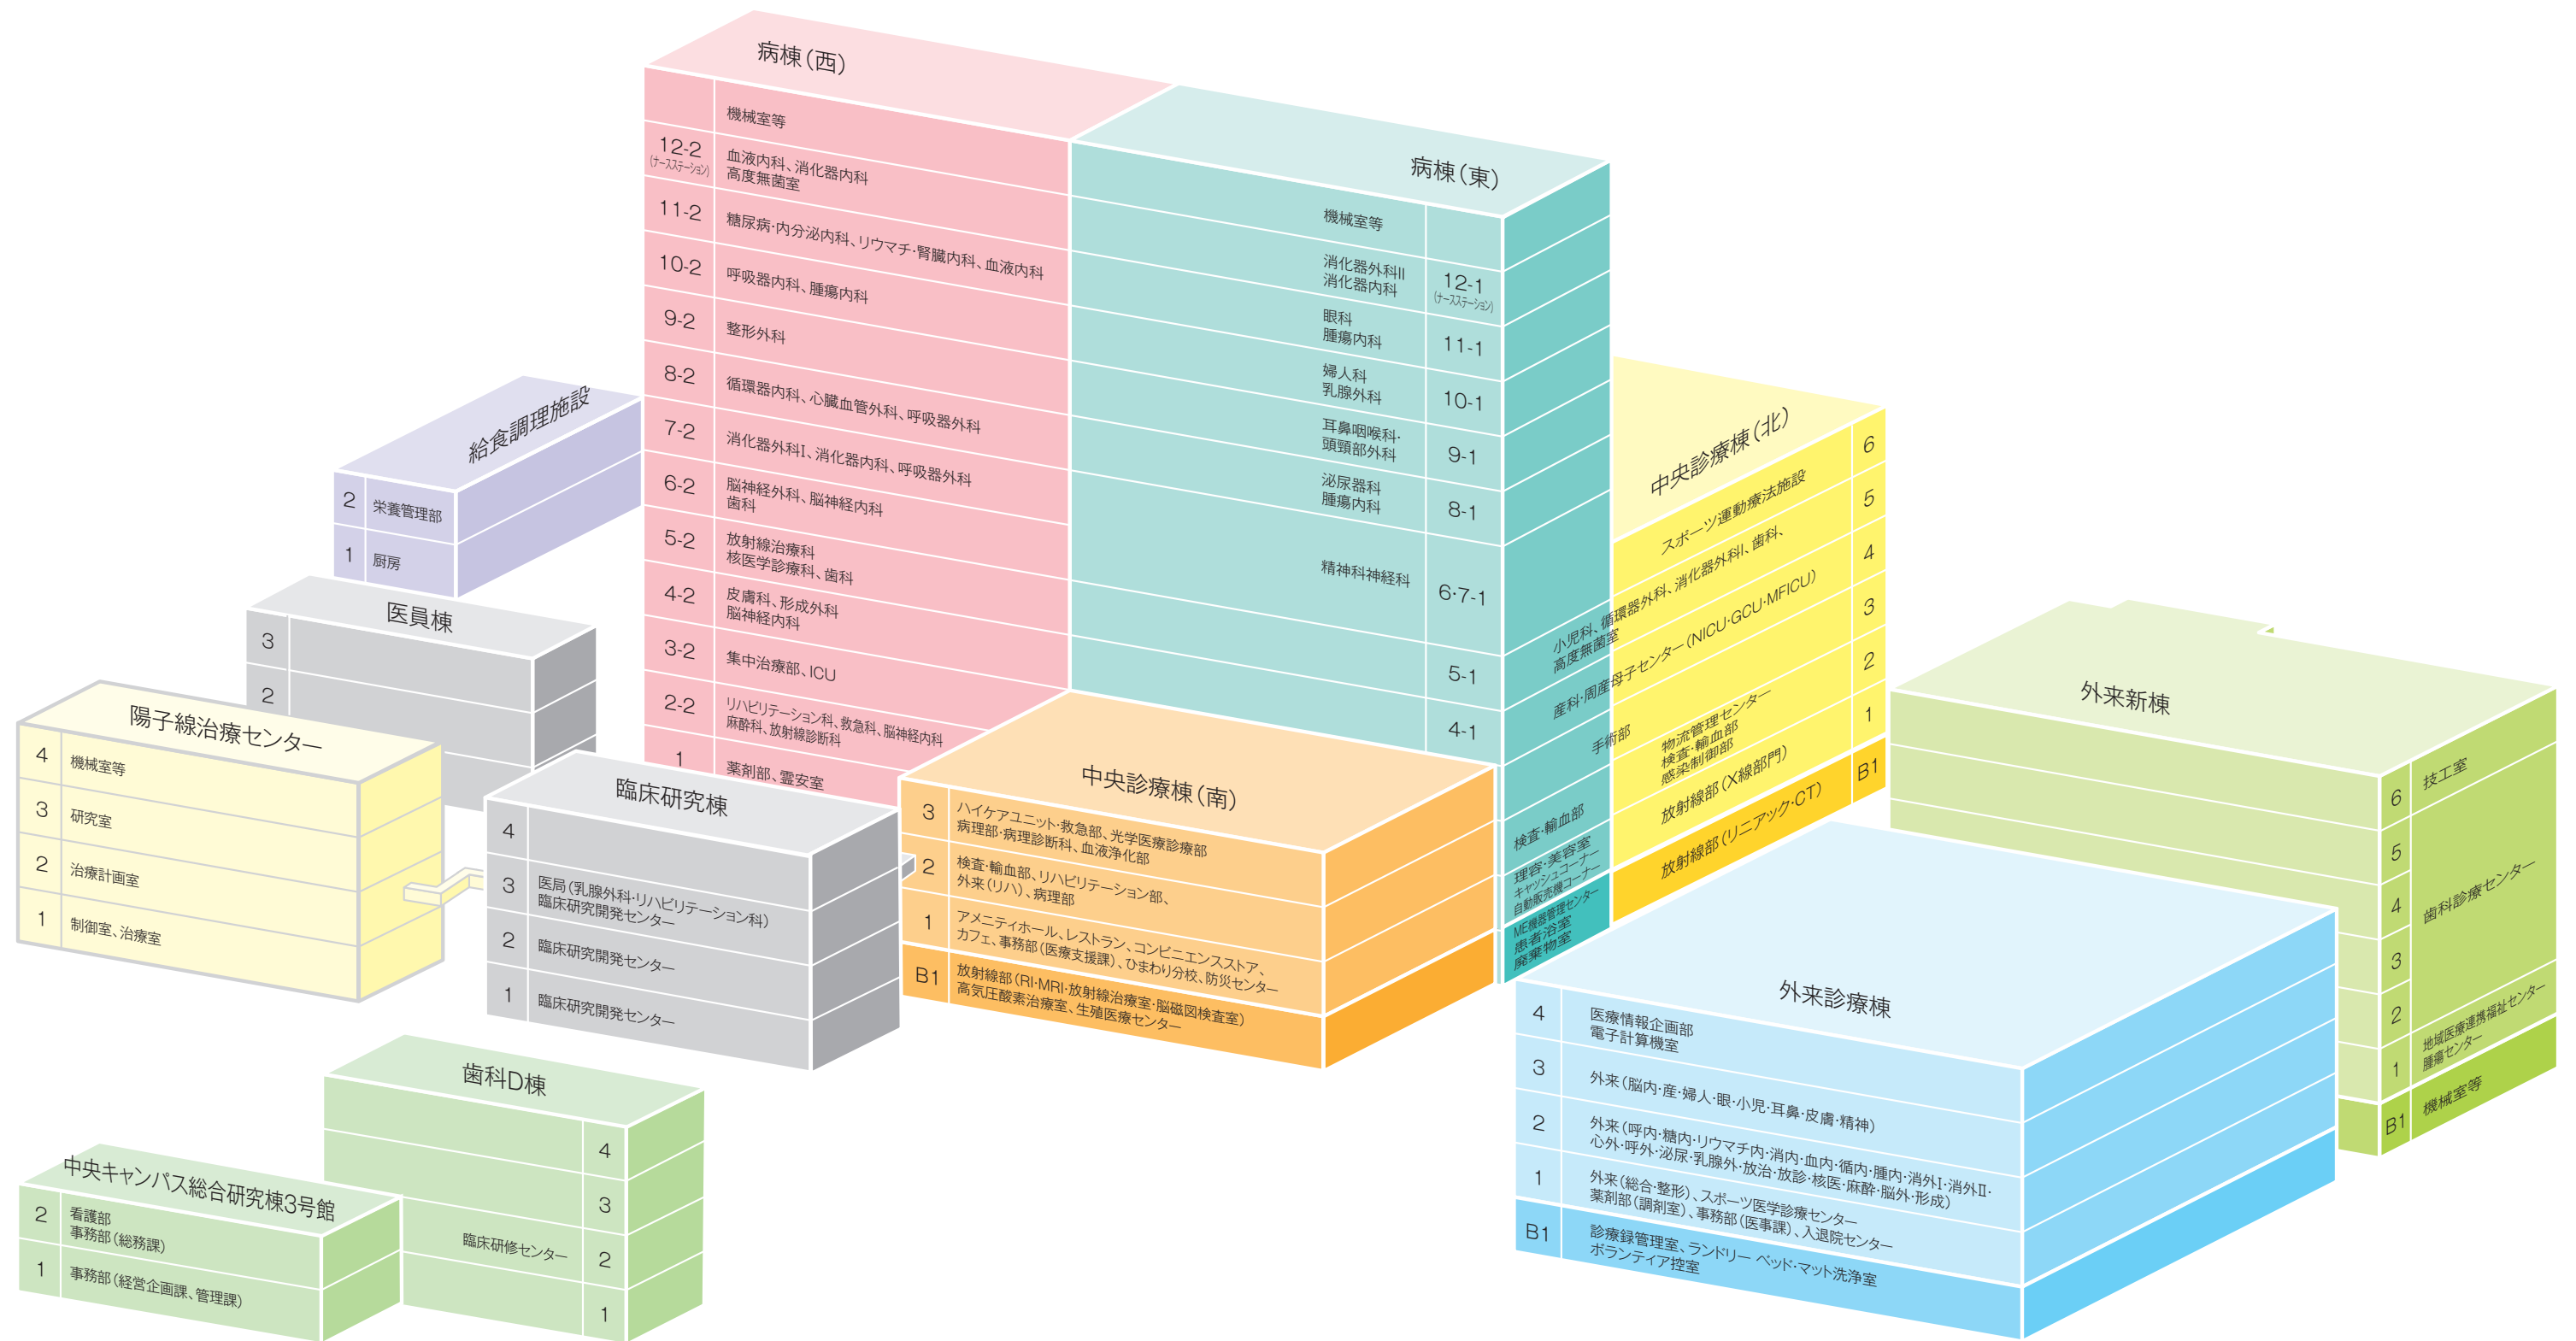 病棟（西）
機械室等
12-2
（ナースステーション）
血液内科、消化器内科
高度無菌室
11-2
糖尿病・内分泌内科、リウマチ・腎臓内科、血液内科
10-2
呼吸器内科、腫瘍内科
9-2
整形外科
8-2
循環器内科、心臓血管外科、呼吸器外科
7-2
消化器外科I、消化器内科、呼吸器外科
6-2
脳神経外科、脳神経内科
歯科
5-2
放射線治療科
核医学診療科、歯科
4-2
皮膚科、形成外科
脳神経内科
3-2
集中治療部、ICU
2-2
リハビリテーション科、救急科、脳神経内科
麻酔科、放射線診断科
1
薬剤部、霊安室
病棟（東）
機械室等
消化器外科II
消化器内科
12-1
（ナースステーション）
眼科
腫瘍内科
11-1
婦人科
乳腺外科
10-1
耳鼻咽喉科・
頭頸部外科
9-1
泌尿器科
腫瘍内科
8-1
精神科神経科
6・7-1
5-1
小児科、循環器外科、消化器外科I、歯科、
高度無菌室
4-1
産科・周産母子センター（NICU・GCU・MFICU）
手術部
検査・輸血部
理容・美容室
キャッシュコーナー
自動販売機コーナー
ME機器管理センター
患者浴室
廃棄物室
中央診療棟（北）
6
スポーツ運動療法施設
5
4
3
2
物流管理センター
検査・輸血部
感染制御部
1
放射線部（X線部門）
B1
放射線部（リニアック・CT）
給食調理施設
2
栄養管理部
1
厨房
医員棟
3
2
陽子線治療センター
4
機械室等
3
研究室
2
治療計画室
1
制御室、治療室
臨床研究棟
4
3
医局（乳腺外科・リハビリテーション科）
臨床研究開発センター
2
臨床研究開発センター
1
臨床研究開発センター
中央診療棟（南）
3
ハイケアユニット・救急部、光学医療診療部
病理部・病理診断科、血液浄化部
2
検査・輸血部、リハビリテーション部、
外来（リハ）、病理部
1
アメニティホール、レストラン、コンビニエンスストア、
カフェ、事務部（医療支援課）、ひまわり分校、防災センター
B1
放射線部（RI・MRI・放射線治療室・脳磁図検査室）
高気圧酸素治療室、生殖医療センター
外来新棟
6
技工室
5
4
歯科診療センター
3
2
1
地域医療連携福祉センター
腫瘍センター
B1
機械室等
外来診療棟
4
医療情報企画部
電子計算機室
3
外来（脳内・産・婦人・眼・小児・耳鼻・皮膚・精神）
2
外来（呼内・糖内・リウマチ内・消内・血内・循内・腫内・消外I・消外II・
心外・呼外・泌尿・乳腺外・放治・放診・核医・麻酔・脳外・形成）
1
外来（総合・整形）、スポーツ医学診療センター
薬剤部（調剤室）、事務部（医事課）、入退院センター
B1
診療録管理室、ランドリー ベッド・マット洗浄室
ボランティア控室
歯科D棟
4
3
臨床研修センター
2
1
中央キャンパス総合研究棟3号館
2
看護部
事務部（総務課）
1
事務部（経営企画課、管理課）